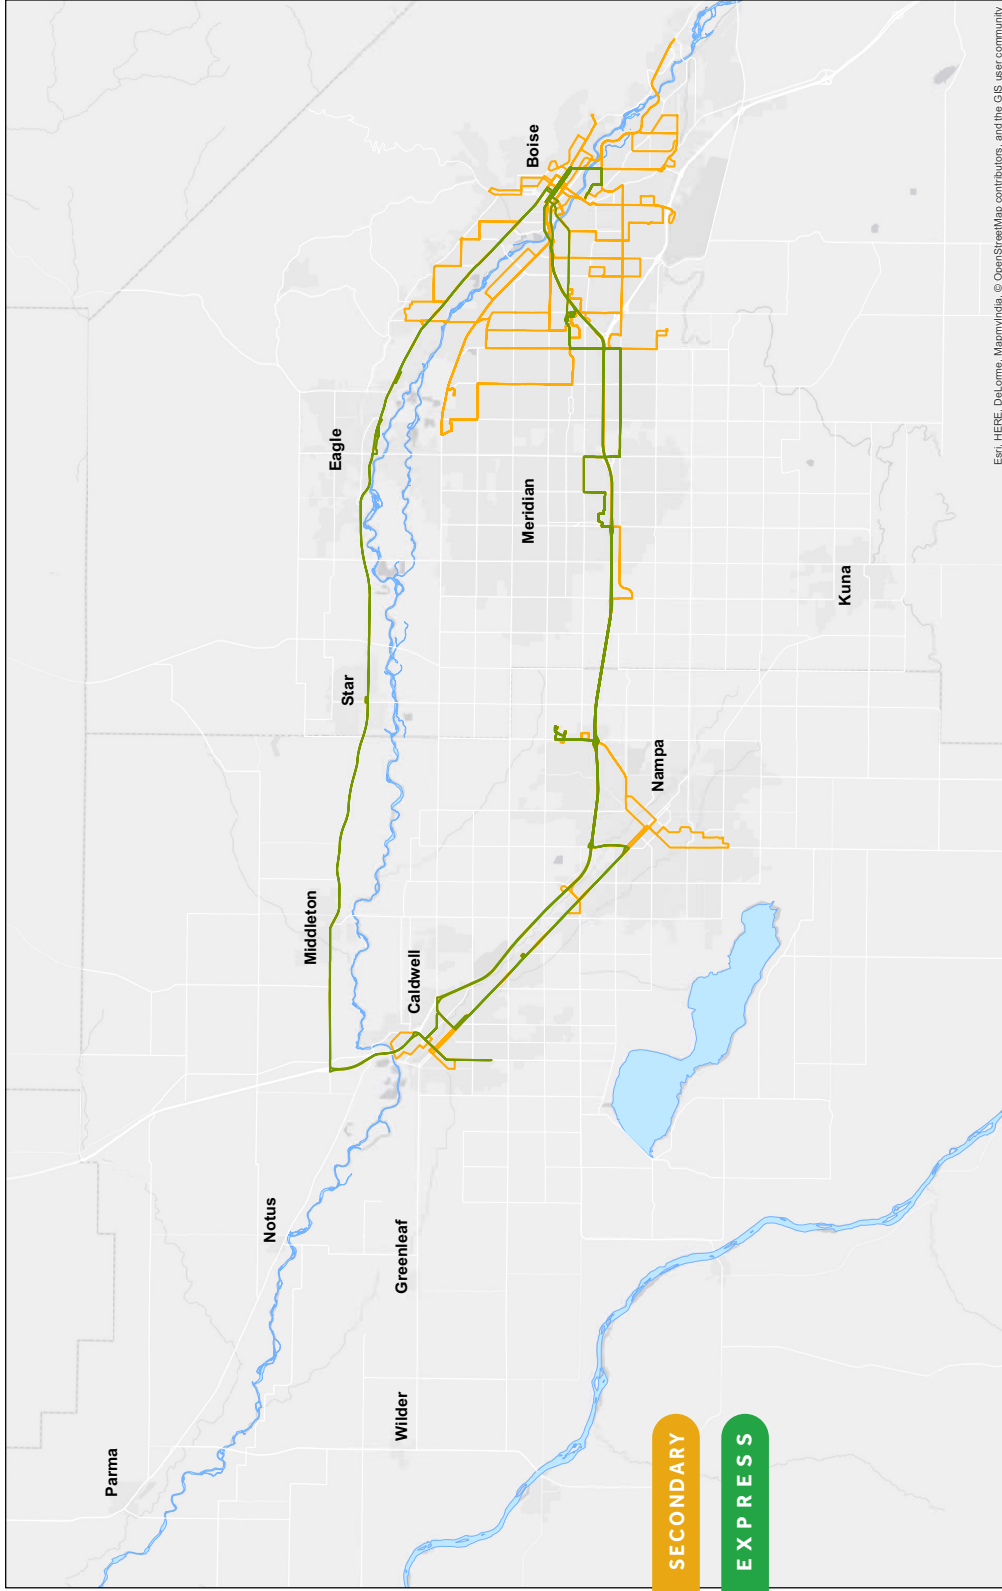 Parma
Notus
Wilder
Greenleaf
Middleton
Caldwell
Star
Eagle
Meridian
Boise
Nampa
Kuna
SECONDARY
EXPRESS
Esri, HERE, DeLorme, MapmyIndia, © OpenStreetMap contributors, and the GIS user community